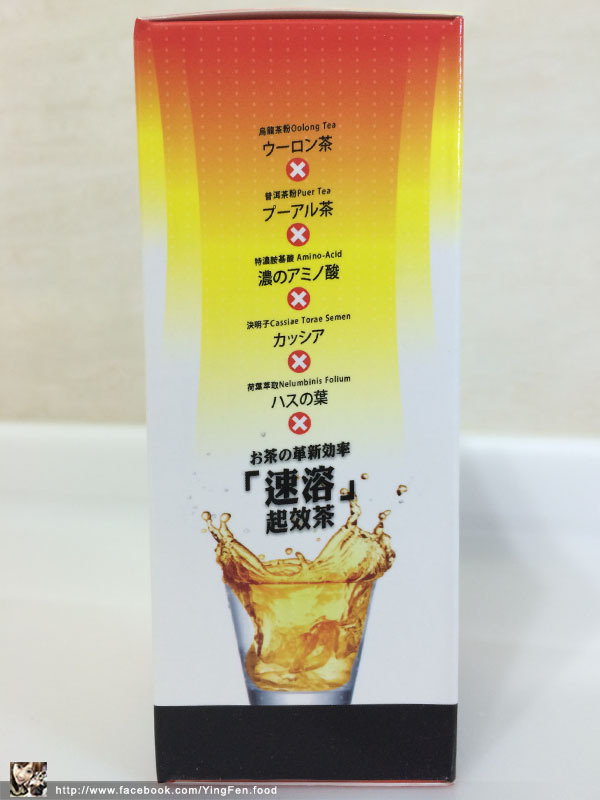 烏龍茶粉Oolong Tea
ウーロン茶
普洱茶粉Puer Tea
プーアル茶
特濃胺基酸 Amino-Acid
濃のアミノ酸
決明子Cassiae Torae Semen
カッシア
荷葉萃取Nelumbinis Folium
ハスの葉
お茶の革新効率
「速溶」
起效茶
http://www.facebook.com/YingFen.food